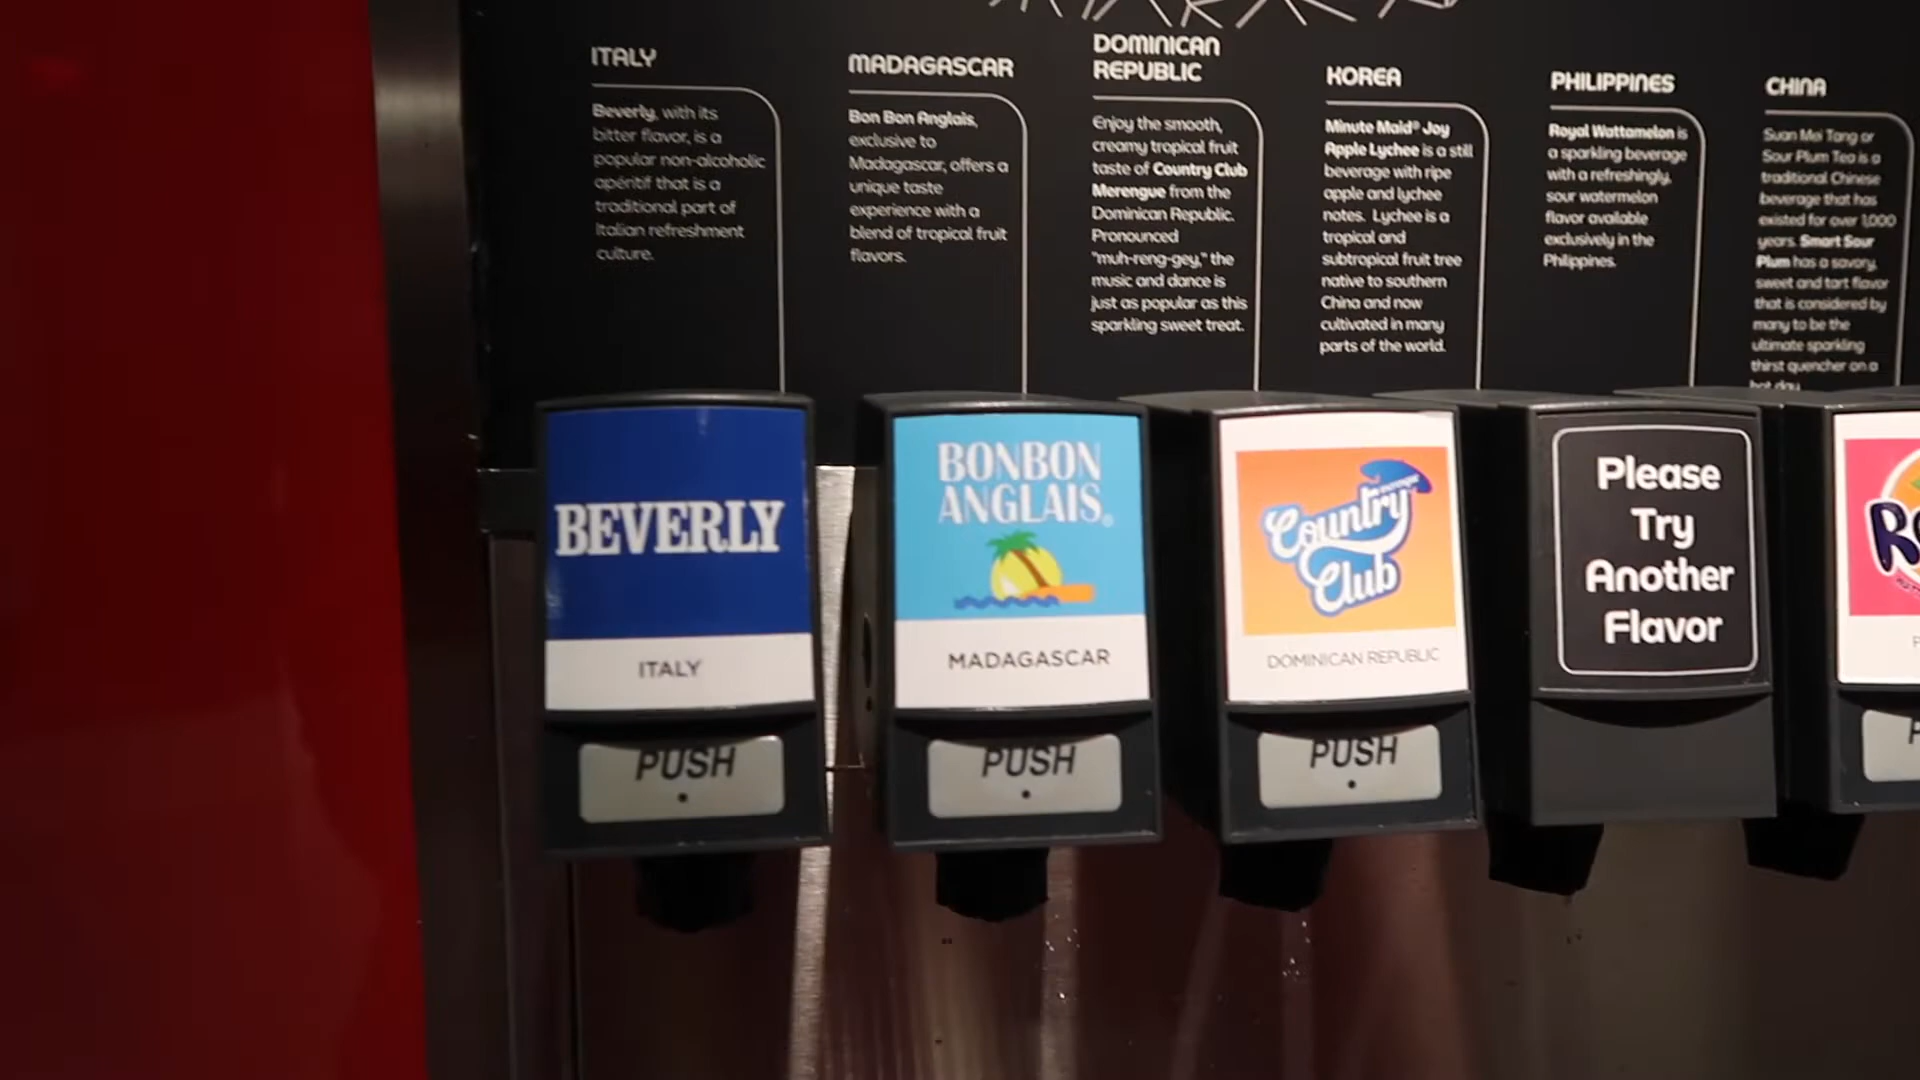 ITALY
Beverly, with its
bitter flavor, is a
popular non-alcoholic
apéritif that is a
traditional part of
Italian refreshment
culture.
MADAGASCAR
Bon Bon Anglais,
exclusive to
Madagascar, offers a
unique taste
experience with a
blend of tropical fruit
flavors.
DOMINICAN
REPUBLIC
Enjoy the smooth,
creamy tropical fruit
taste of Country Club
Merengue from the
Dominican Republic.
Pronounced
"muh-reng-gey," the
music and dance is
just as popular as this
sparkling sweet treat.
KOREA
Minute Maid® Joy
Apple Lychee is a still
beverage with ripe
apple and lychee
notes. Lychee is a
tropical and
subtropical fruit tree
native to southern
China and now
cultivated in many
parts of the world.
PHILIPPINES
Royal Wattamelon is
a sparkling beverage
with a refreshingly,
sour watermelon
flavor available
exclusively in the
Philippines.
CHINA
Suan Mei Tang or
Sour Plum Tea is a
traditional Chinese
beverage that has
existed for over 1,000
years. Smart Sour
Plum has a savory,
sweet and tart flavor
that is considered by
many to be the
ultimate sparkling
thirst quencher on a
hot day.
BEVERLY
ITALY
PUSH
BONBON
ANGLAIS®
MADAGASCAR
PUSH
Country
Club
DOMINICAN REPUBLIC
PUSH
Please
Try
Another
Flavor